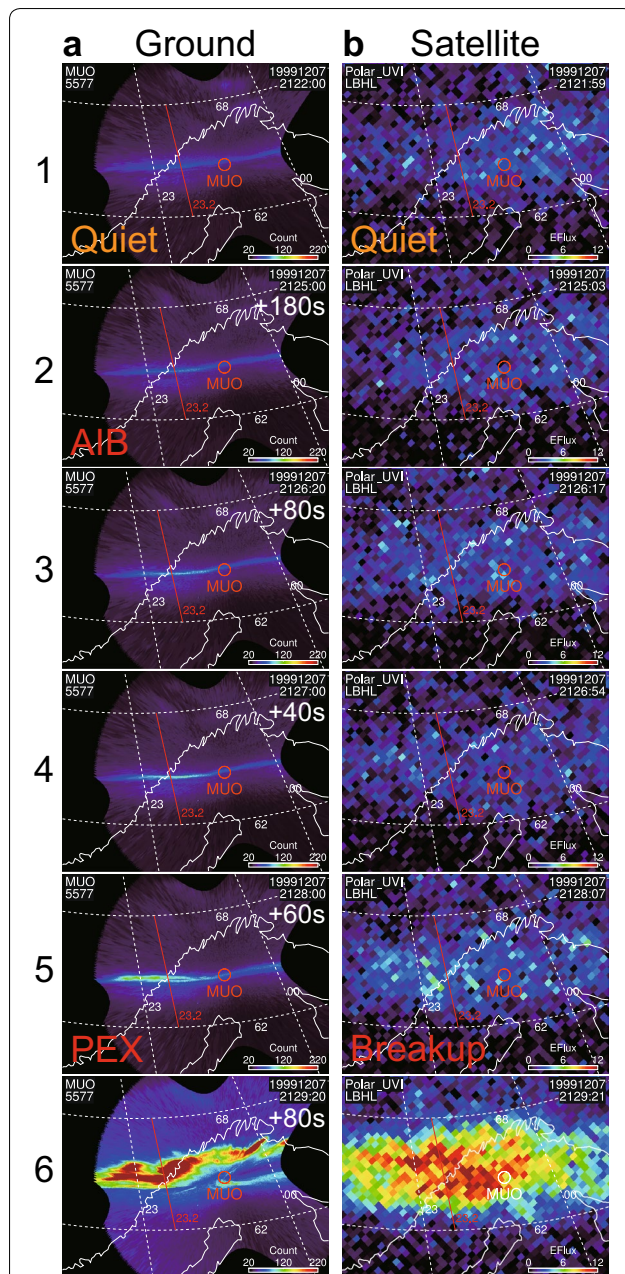 a Ground b Satellite
1
MUO 19991207
5577 2122:00
68
MUO
23
23.2
00
62
Quiet
Count
20 120 220
Polar_UVI 19991207
LBHL 2121:59
68
MUO
23
23.2
00
62
Quiet
EFlux
0 6 12
2
MUO 19991207
5577 2125:00
+180s
68
MUO
23
23.2
00
62
AIB
Count
20 120 220
Polar_UVI 19991207
LBHL 2125:03
68
MUO
23
23.2
00
62
EFlux
0 6 12
3
MUO 19991207
5577 2126:20
+80s
68
MUO
23
23.2
00
62
Count
20 120 220
Polar_UVI 19991207
LBHL 2126:17
68
MUO
23
23.2
00
62
EFlux
0 6 12
4
MUO 19991207
5577 2127:00
+40s
68
MUO
23
23.2
00
62
Count
20 120 220
Polar_UVI 19991207
LBHL 2126:54
68
MUO
23
23.2
00
62
EFlux
0 6 12
5
MUO 19991207
5577 2128:00
+60s
68
MUO
23
23.2
00
62
PEX
Count
20 120 220
Polar_UVI 19991207
LBHL 2128:07
68
MUO
23
23.2
00
62
Breakup
EFlux
0 6 12
6
MUO 19991207
5577 2129:20
+80s
68
MUO
23
23.2
00
62
Count
20 120 220
Polar_UVI 19991207
LBHL 2129:21
68
MUO
23
23.2
00
62
EFlux
0 6 12